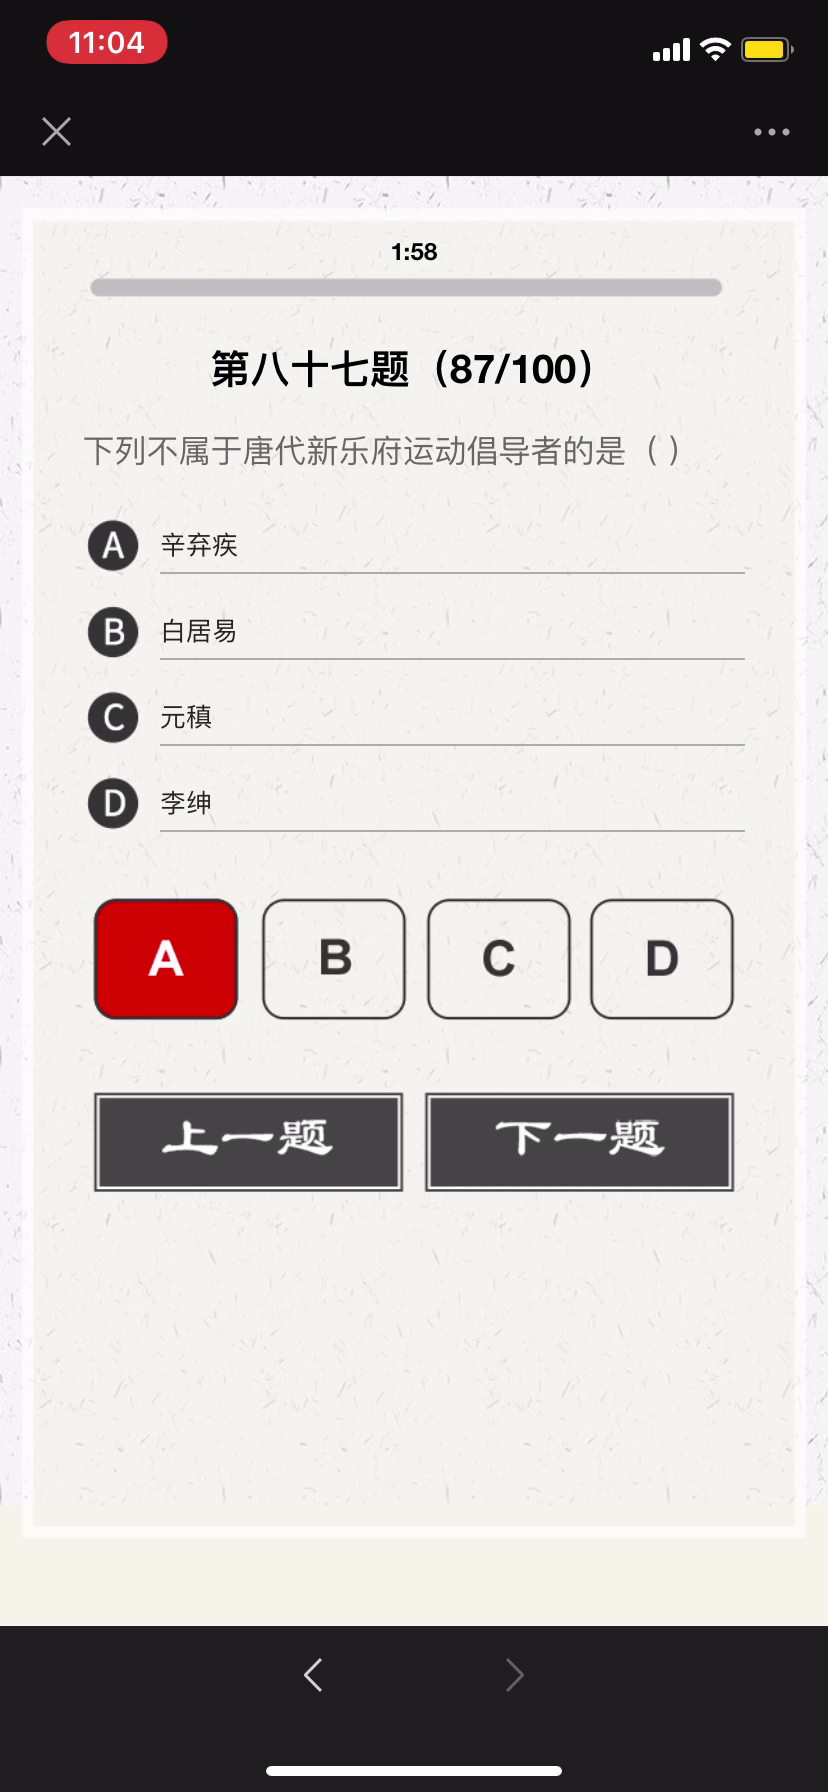 11:04
1:58
第八十七题（87/100）
下列不属于唐代新乐府运动倡导者的是（ ）
A 辛弃疾
B 白居易
C 元稹
D 李绅
A B C D
上一题 下一题